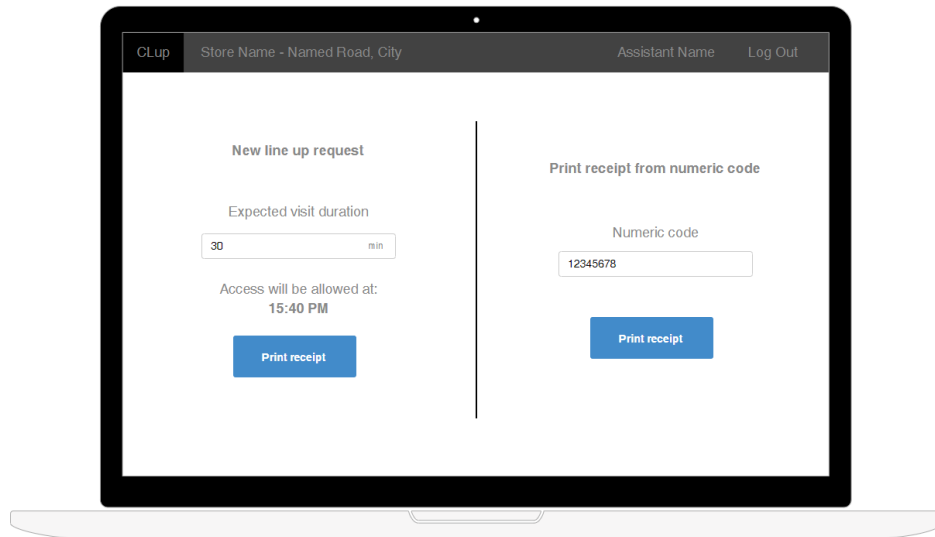 CLup Store Name - Named Road, City Assistant Name Log Out
New line up request
Expected visit duration
30 min
Access will be allowed at:
15:40 PM
Print receipt
Print receipt from numeric code
Numeric code
12345678
Print receipt